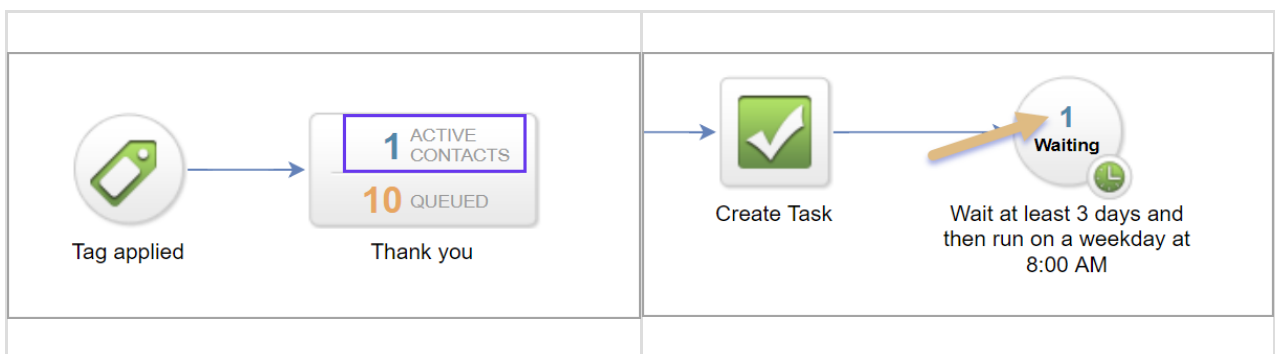 1 ACTIVE
CONTACTS
10 QUEUED
Tag applied
Thank you
1
Waiting
Create Task
Wait at least 3 days and
then run on a weekday at
8:00 AM